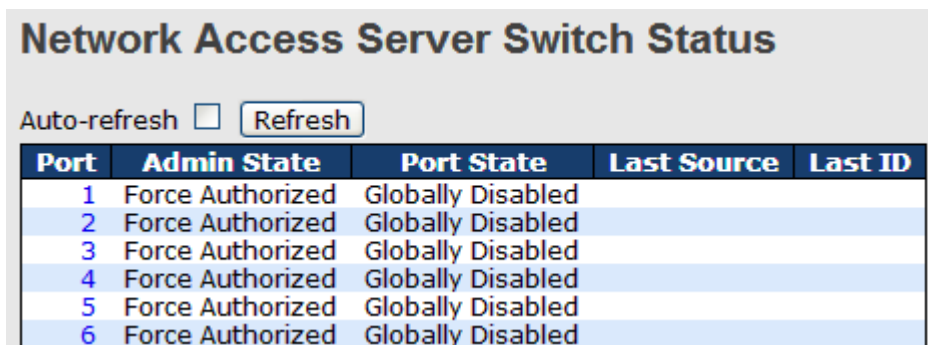 Network Access Server Switch Status
Auto-refresh Refresh
Port Admin State Port State Last Source Last ID
1 Force Authorized Globally Disabled
2 Force Authorized Globally Disabled
3 Force Authorized Globally Disabled
4 Force Authorized Globally Disabled
5 Force Authorized Globally Disabled
6 Force Authorized Globally Disabled